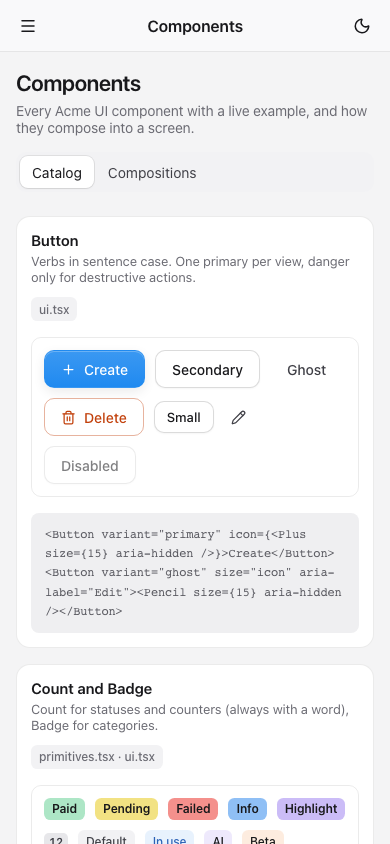 Components
Components
Every Acme UI component with a live example, and how
they compose into a screen.
Catalog Compositions
Button
Verbs in sentence case. One primary per view, danger
only for destructive actions.
ui.tsx
Create Secondary Ghost
Delete Small
Disabled
<Button variant="primary" icon={<Plus
size={15} aria-hidden />}>Create</Button>
<Button variant="ghost" size="icon" aria-
label="Edit"><Pencil size={15} aria-hidden
/></Button>
Count and Badge
Count for statuses and counters (always with a word),
Badge for categories.
primitives.tsx · ui.tsx
Paid Pending Failed Info Highlight
12 Default In use AI Beta